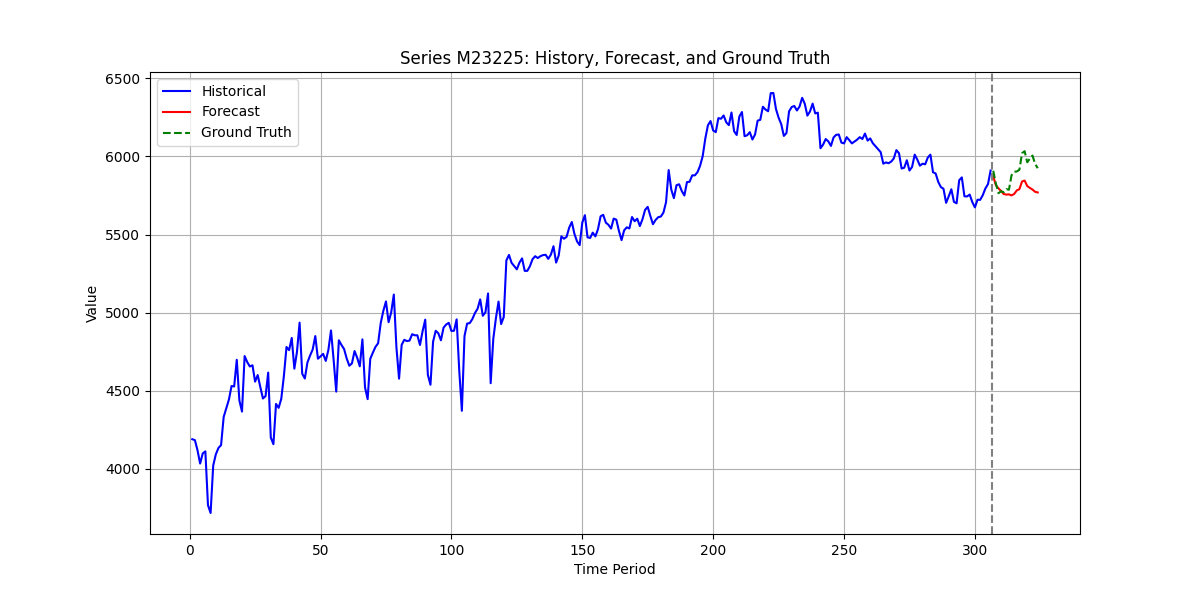 Series M23225: History, Forecast, and Ground Truth
Historical
Forecast
Ground Truth
Value
6500
6000
5500
5000
4500
4000
0 50 100 150 200 250 300
Time Period